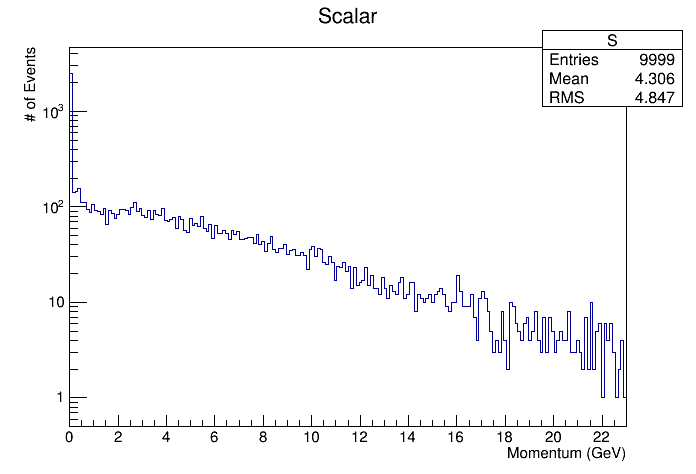 Scalar
S
Entries 9999
Mean 4.306
RMS 4.847
# of Events
10³
10²
10
1
0 2 4 6 8 10 12 14 16 18 20 22
Momentum (GeV)